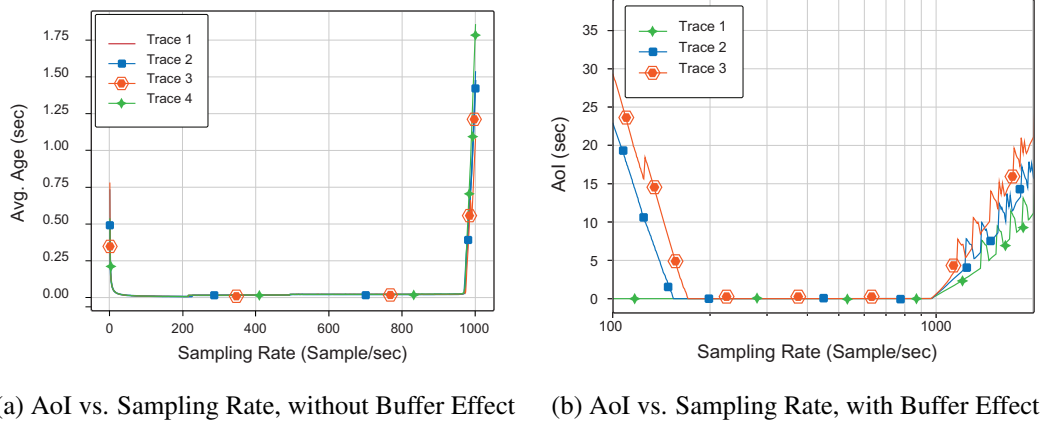 Avg. Age (sec)
1.75
1.50
1.25
1.00
0.75
0.50
0.25
0.00
Trace 1
Trace 2
Trace 3
Trace 4
0
200
400
600
800
1000
Sampling Rate (Sample/sec)
(a) AoI vs. Sampling Rate, without Buffer Effect
AoI (sec)
35
30
25
20
15
10
5
0
Trace 1
Trace 2
Trace 3
100
1000
Sampling Rate (Sample/sec)
(b) AoI vs. Sampling Rate, with Buffer Effect